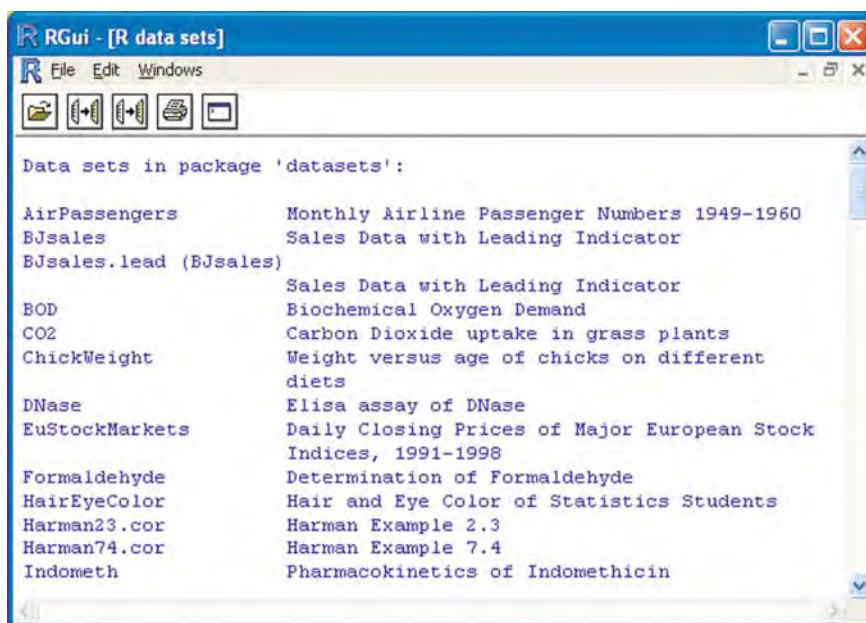 RGui - [R data sets]
File Edit Windows
Data sets in package 'datasets':
AirPassengers Monthly Airline Passenger Numbers 1949-1960
BJsales Sales Data with Leading Indicator
BJsales.lead (BJsales)
Sales Data with Leading Indicator
BOD Biochemical Oxygen Demand
CO2 Carbon Dioxide uptake in grass plants
ChickWeight Weight versus age of chicks on different
diets
DNase Elisa assay of DNase
EuStockMarkets Daily Closing Prices of Major European Stock
Indices, 1991-1998
Formaldehyde Determination of Formaldehyde
HairEyeColor Hair and Eye Color of Statistics Students
Harman23.cor Harman Example 2.3
Harman74.cor Harman Example 7.4
Indometh Pharmacokinetics of Indomethicin